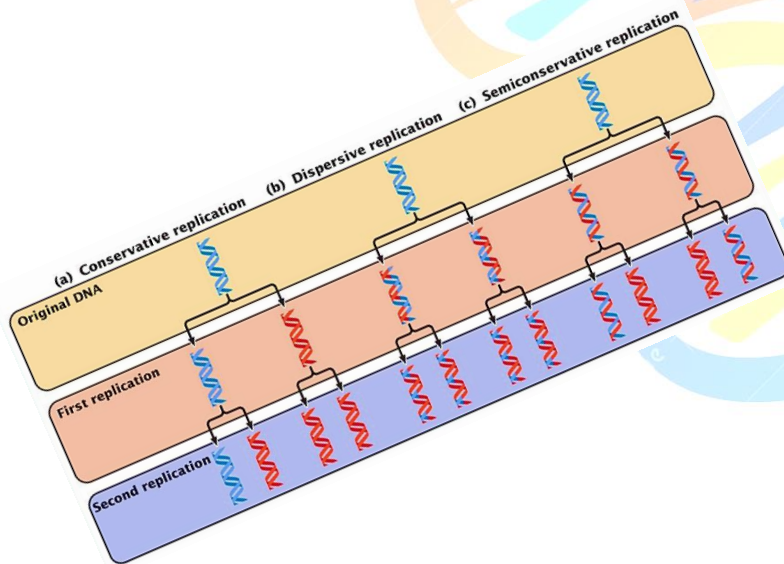 (a) Conservative replication
(b) Dispersive replication
(c) Semiconservative replication
Original DNA
First replication
Second replication